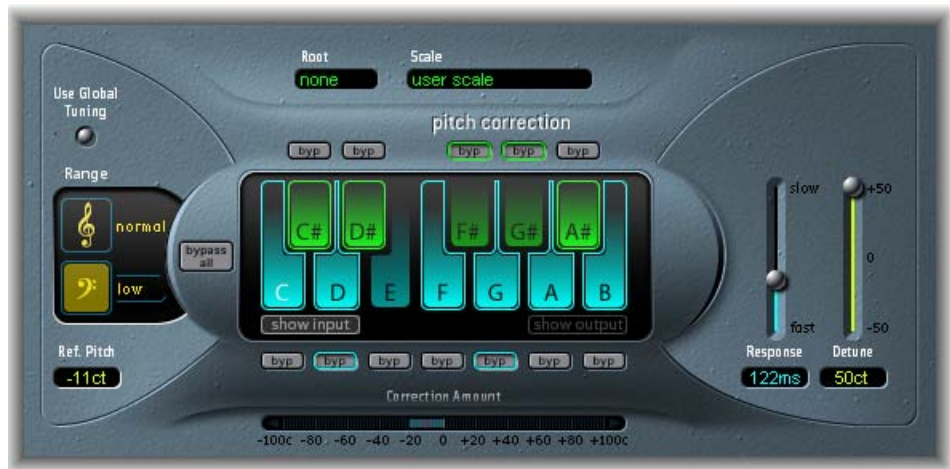 Root
Scale
none
user scale
Use Global
Tuning
pitch correction
byp
byp
byp
byp
byp
Range
normal
low
bypass
all
C#
D#
F#
G#
A#
C
D
E
F
G
A
B
show input
show output
slow
fast
+50
0
-50
Ref. Pitch
-11ct
Response
122ms
Detune
50ct
byp
byp
byp
byp
byp
byp
byp
Correction Amount
-100c -80 -60 -40 -20 0 +20 +40 +60 +80 +100c